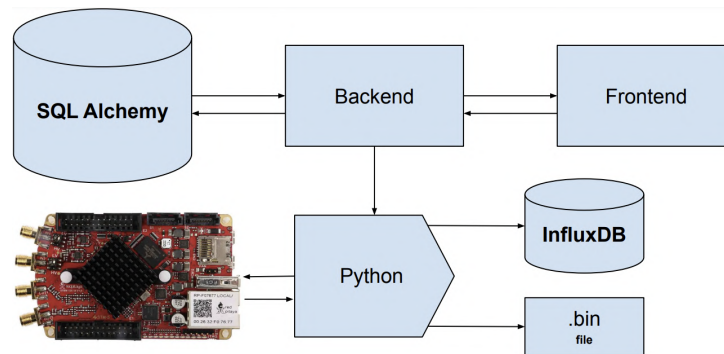 SQL Alchemy
Backend
Frontend
Python
InfluxDB
.bin
file